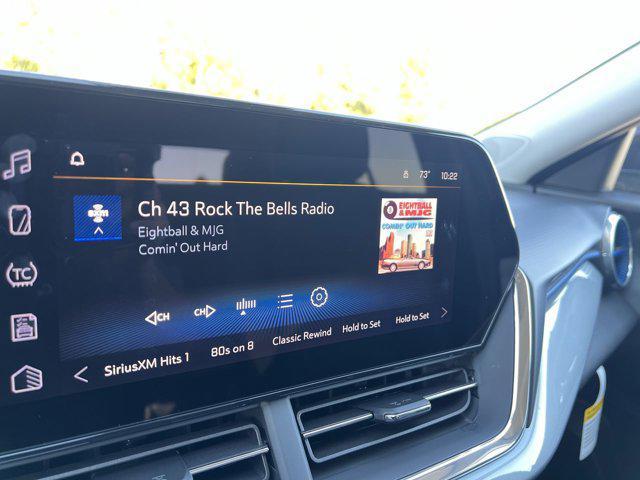 73° 10:22
SXM
Ch 43 Rock The Bells Radio
Eightball & MJG
Comin' Out Hard
EIGHTBALL
& MJG
COMIN' OUT HARD
TC
CH
CH
SiriusXM Hits 1 80s on 8 Classic Rewind Hold to Set Hold to Set